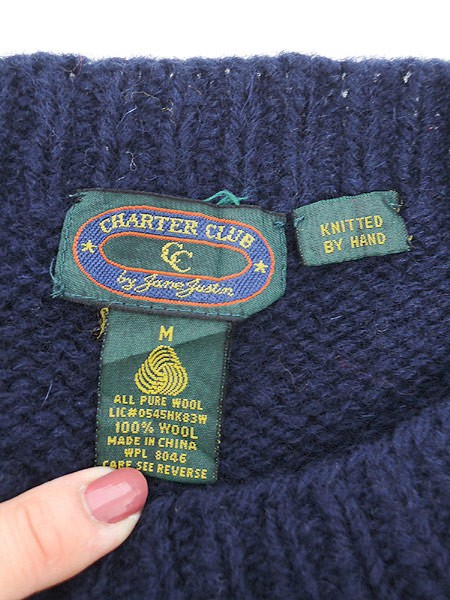 CHARTER CLUB
CC
by Jane Justin
KNITTED
BY HAND
M
ALL PURE WOOL
LIC#0545HK83W
100% WOOL
MADE IN CHINA
WPL 8046
CARE SEE REVERSE